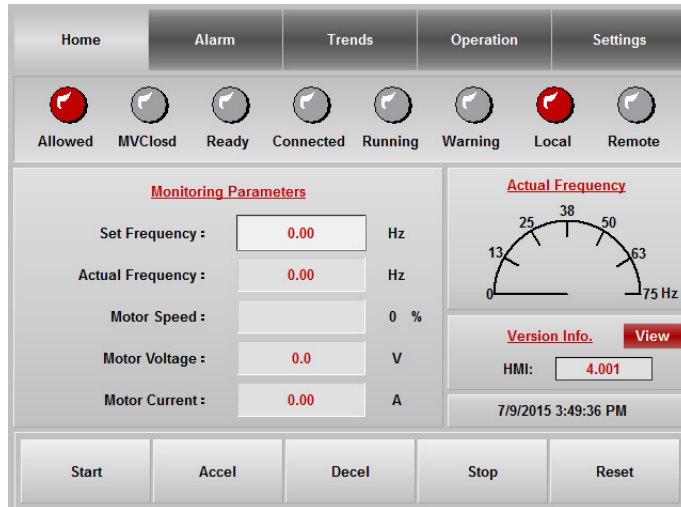 Home Alarm Trends Operation Settings
Allowed MVClosd Ready Connected Running Warning Local Remote
Monitoring Parameters
Set Frequency: 0.00 Hz
Actual Frequency: 0.00 Hz
Motor Speed: 0 %
Motor Voltage: 0.0 V
Motor Current: 0.00 A
Actual Frequency
0 13 25 38 50 63 75 Hz
Version Info. View
HMI: 4.001
7/9/2015 3:49:36 PM
Start Accel Decel Stop Reset